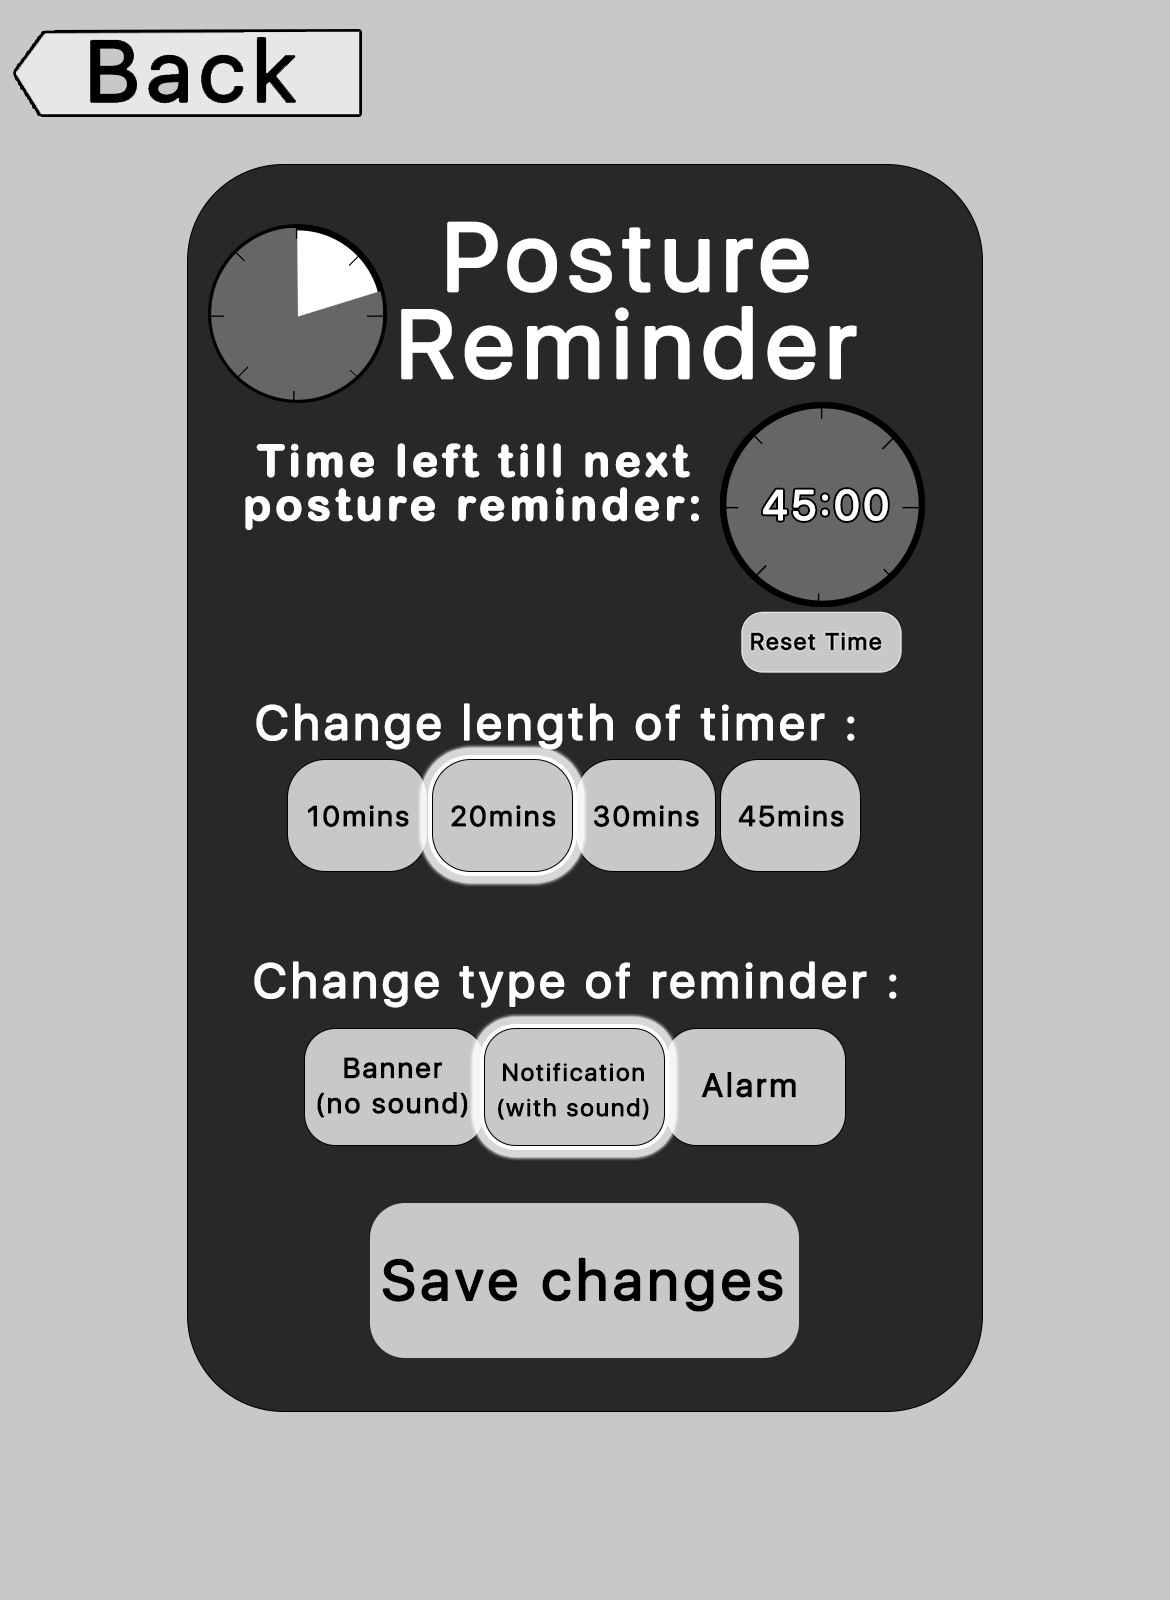 Back
Posture
Reminder
Time left till next
posture reminder:
45:00
Reset Time
Change length of timer :
10mins
20mins
30mins
45mins
Change type of reminder :
Banner
(no sound)
Notification
(with sound)
Alarm
Save changes